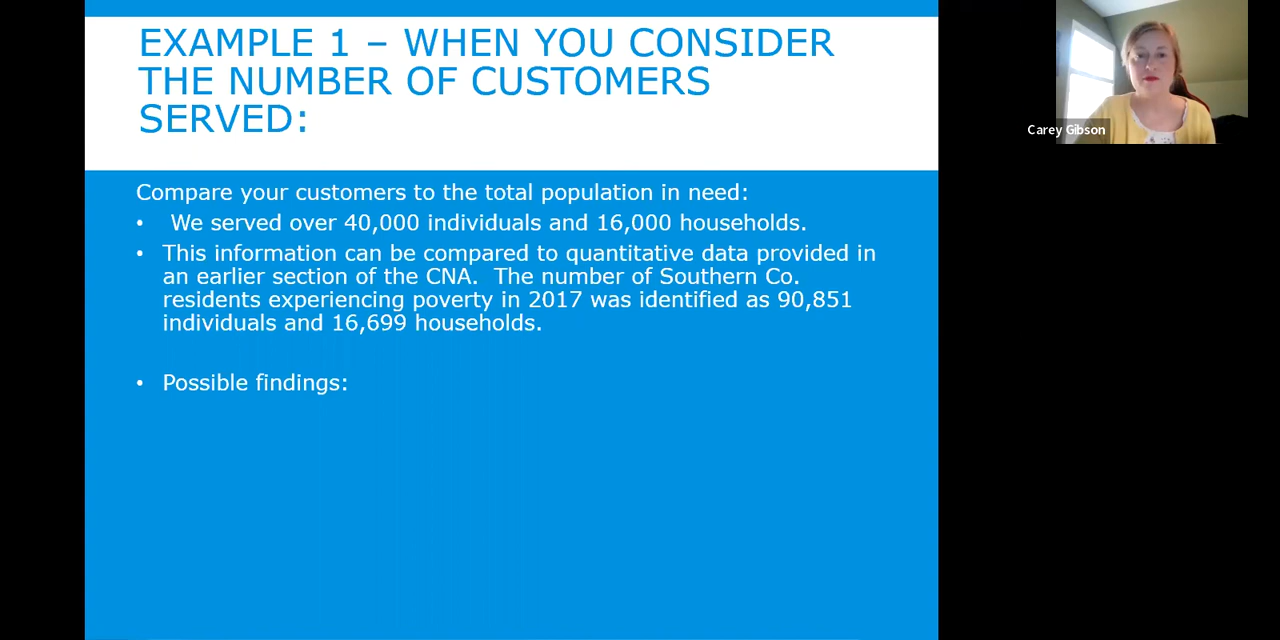 EXAMPLE 1 – WHEN YOU CONSIDER
THE NUMBER OF CUSTOMERS
SERVED:
Compare your customers to the total population in need:
• We served over 40,000 individuals and 16,000 households.
• This information can be compared to quantitative data provided in
an earlier section of the CNA. The number of Southern Co.
residents experiencing poverty in 2017 was identified as 90,851
individuals and 16,699 households.
• Possible findings:
Carey Gibson